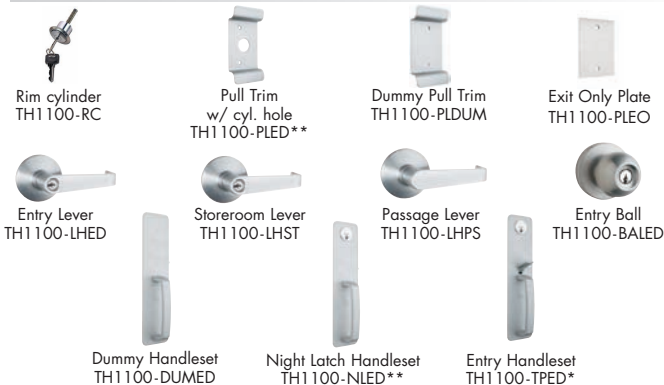 Rim cylinder
TH1100-RC
Pull Trim
w/ cyl. hole
TH1100-PLED**
Dummy Pull Trim
TH1100-PLDUM
Exit Only Plate
TH1100-PLEO
Entry Lever
TH1100-LHED
Storeroom Lever
TH1100-LHST
Passage Lever
TH1100-LHPS
Entry Ball
TH1100-BALED
Dummy Handleset
TH1100-DUMED
Night Latch Handleset
TH1100-NLED**
Entry Handleset
TH1100-TPED*